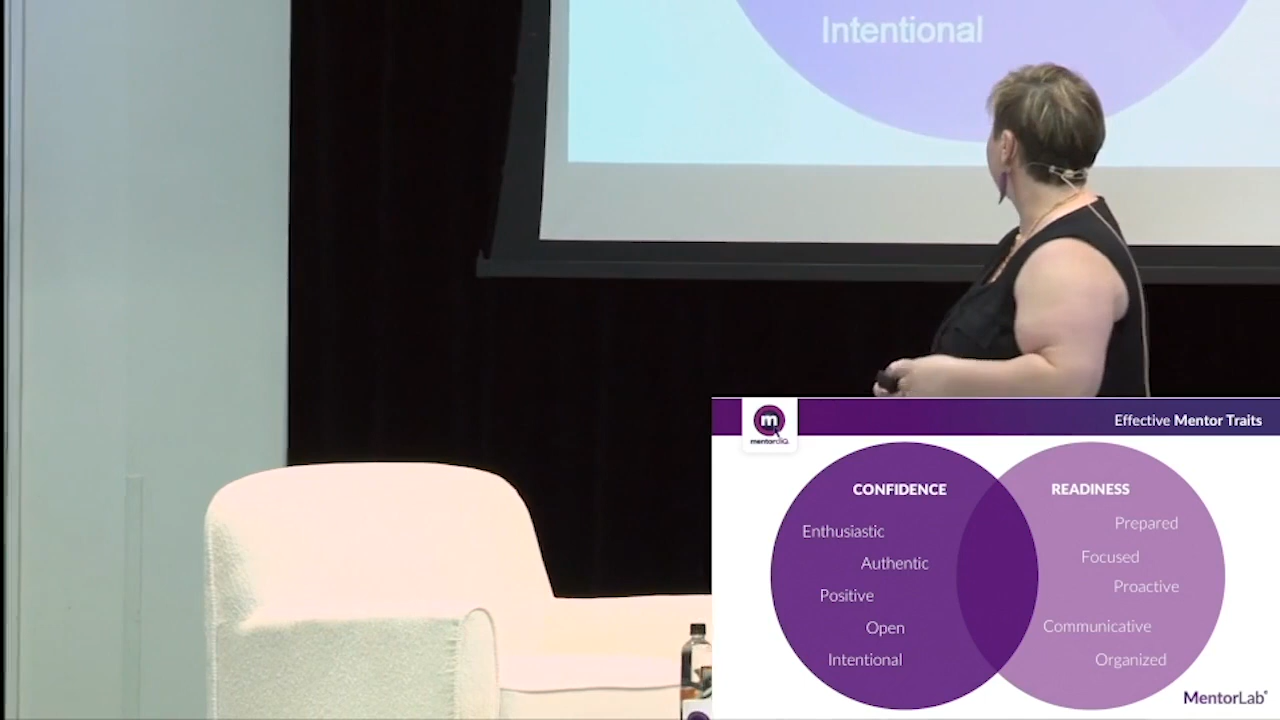 Intentional
m
mentorcliQ
Effective Mentor Traits
CONFIDENCE
Enthusiastic
Authentic
Positive
Open
Intentional
READINESS
Prepared
Focused
Proactive
Communicative
Organized
MentorLab